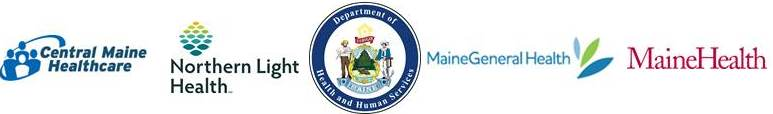 Central Maine
Healthcare
Northern Light
Health
Department of
Health and Human Services
MAINE
MaineGeneral Health
MaineHealth